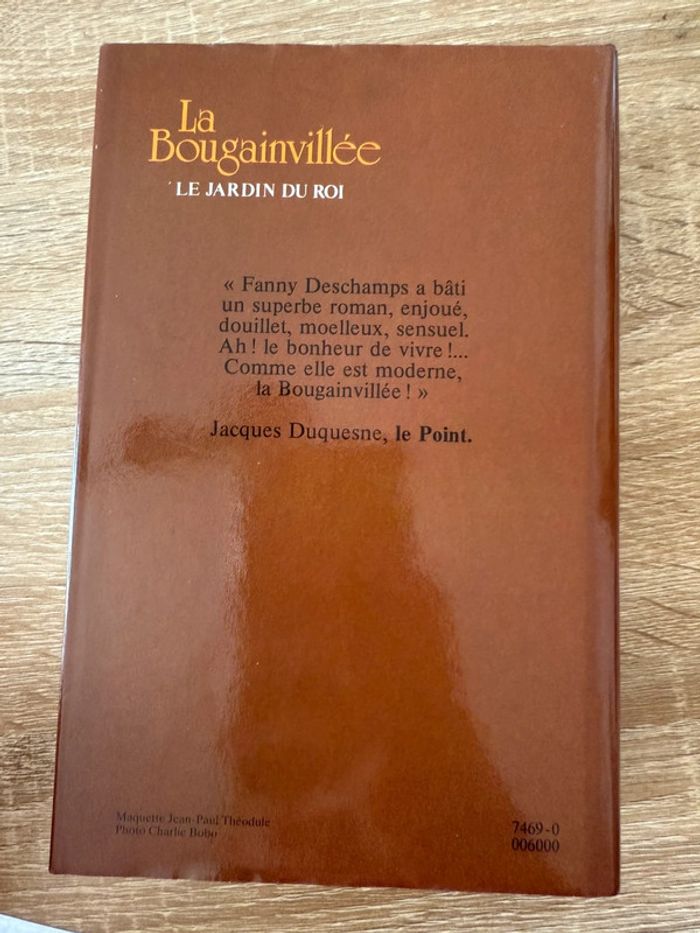 La
Bougainvillée
LE JARDIN DU ROI
« Fanny Deschamps a bâti
un superbe roman, enjoué,
douillet, moelleux, sensuel.
Ah ! le bonheur de vivre !...
Comme elle est moderne,
la Bougainvillée ! »
Jacques Duquesne, le Point.
Maquette Jean-Paul Théodule
Photo Charlie Bobo
7469-0
006000